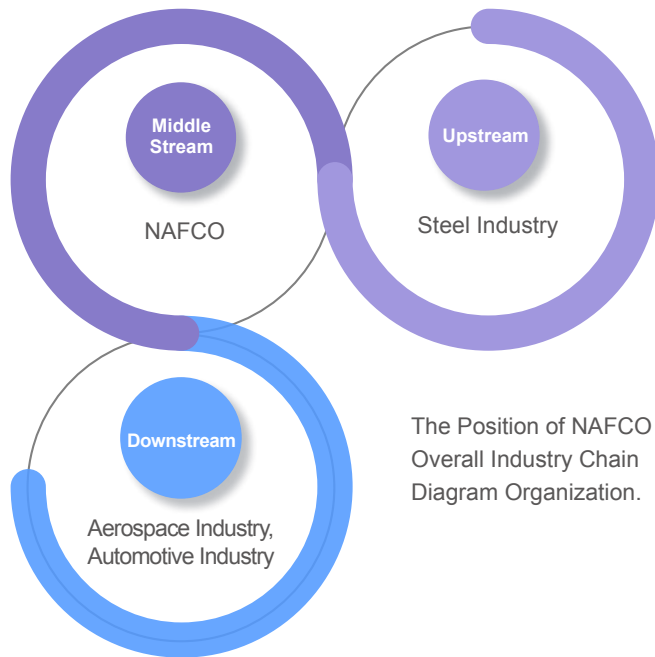 Middle
Stream
NAFCO
Upstream
Steel Industry
Downstream
Aerospace Industry,
Automotive Industry
The Position of NAFCO
Overall Industry Chain
Diagram Organization.